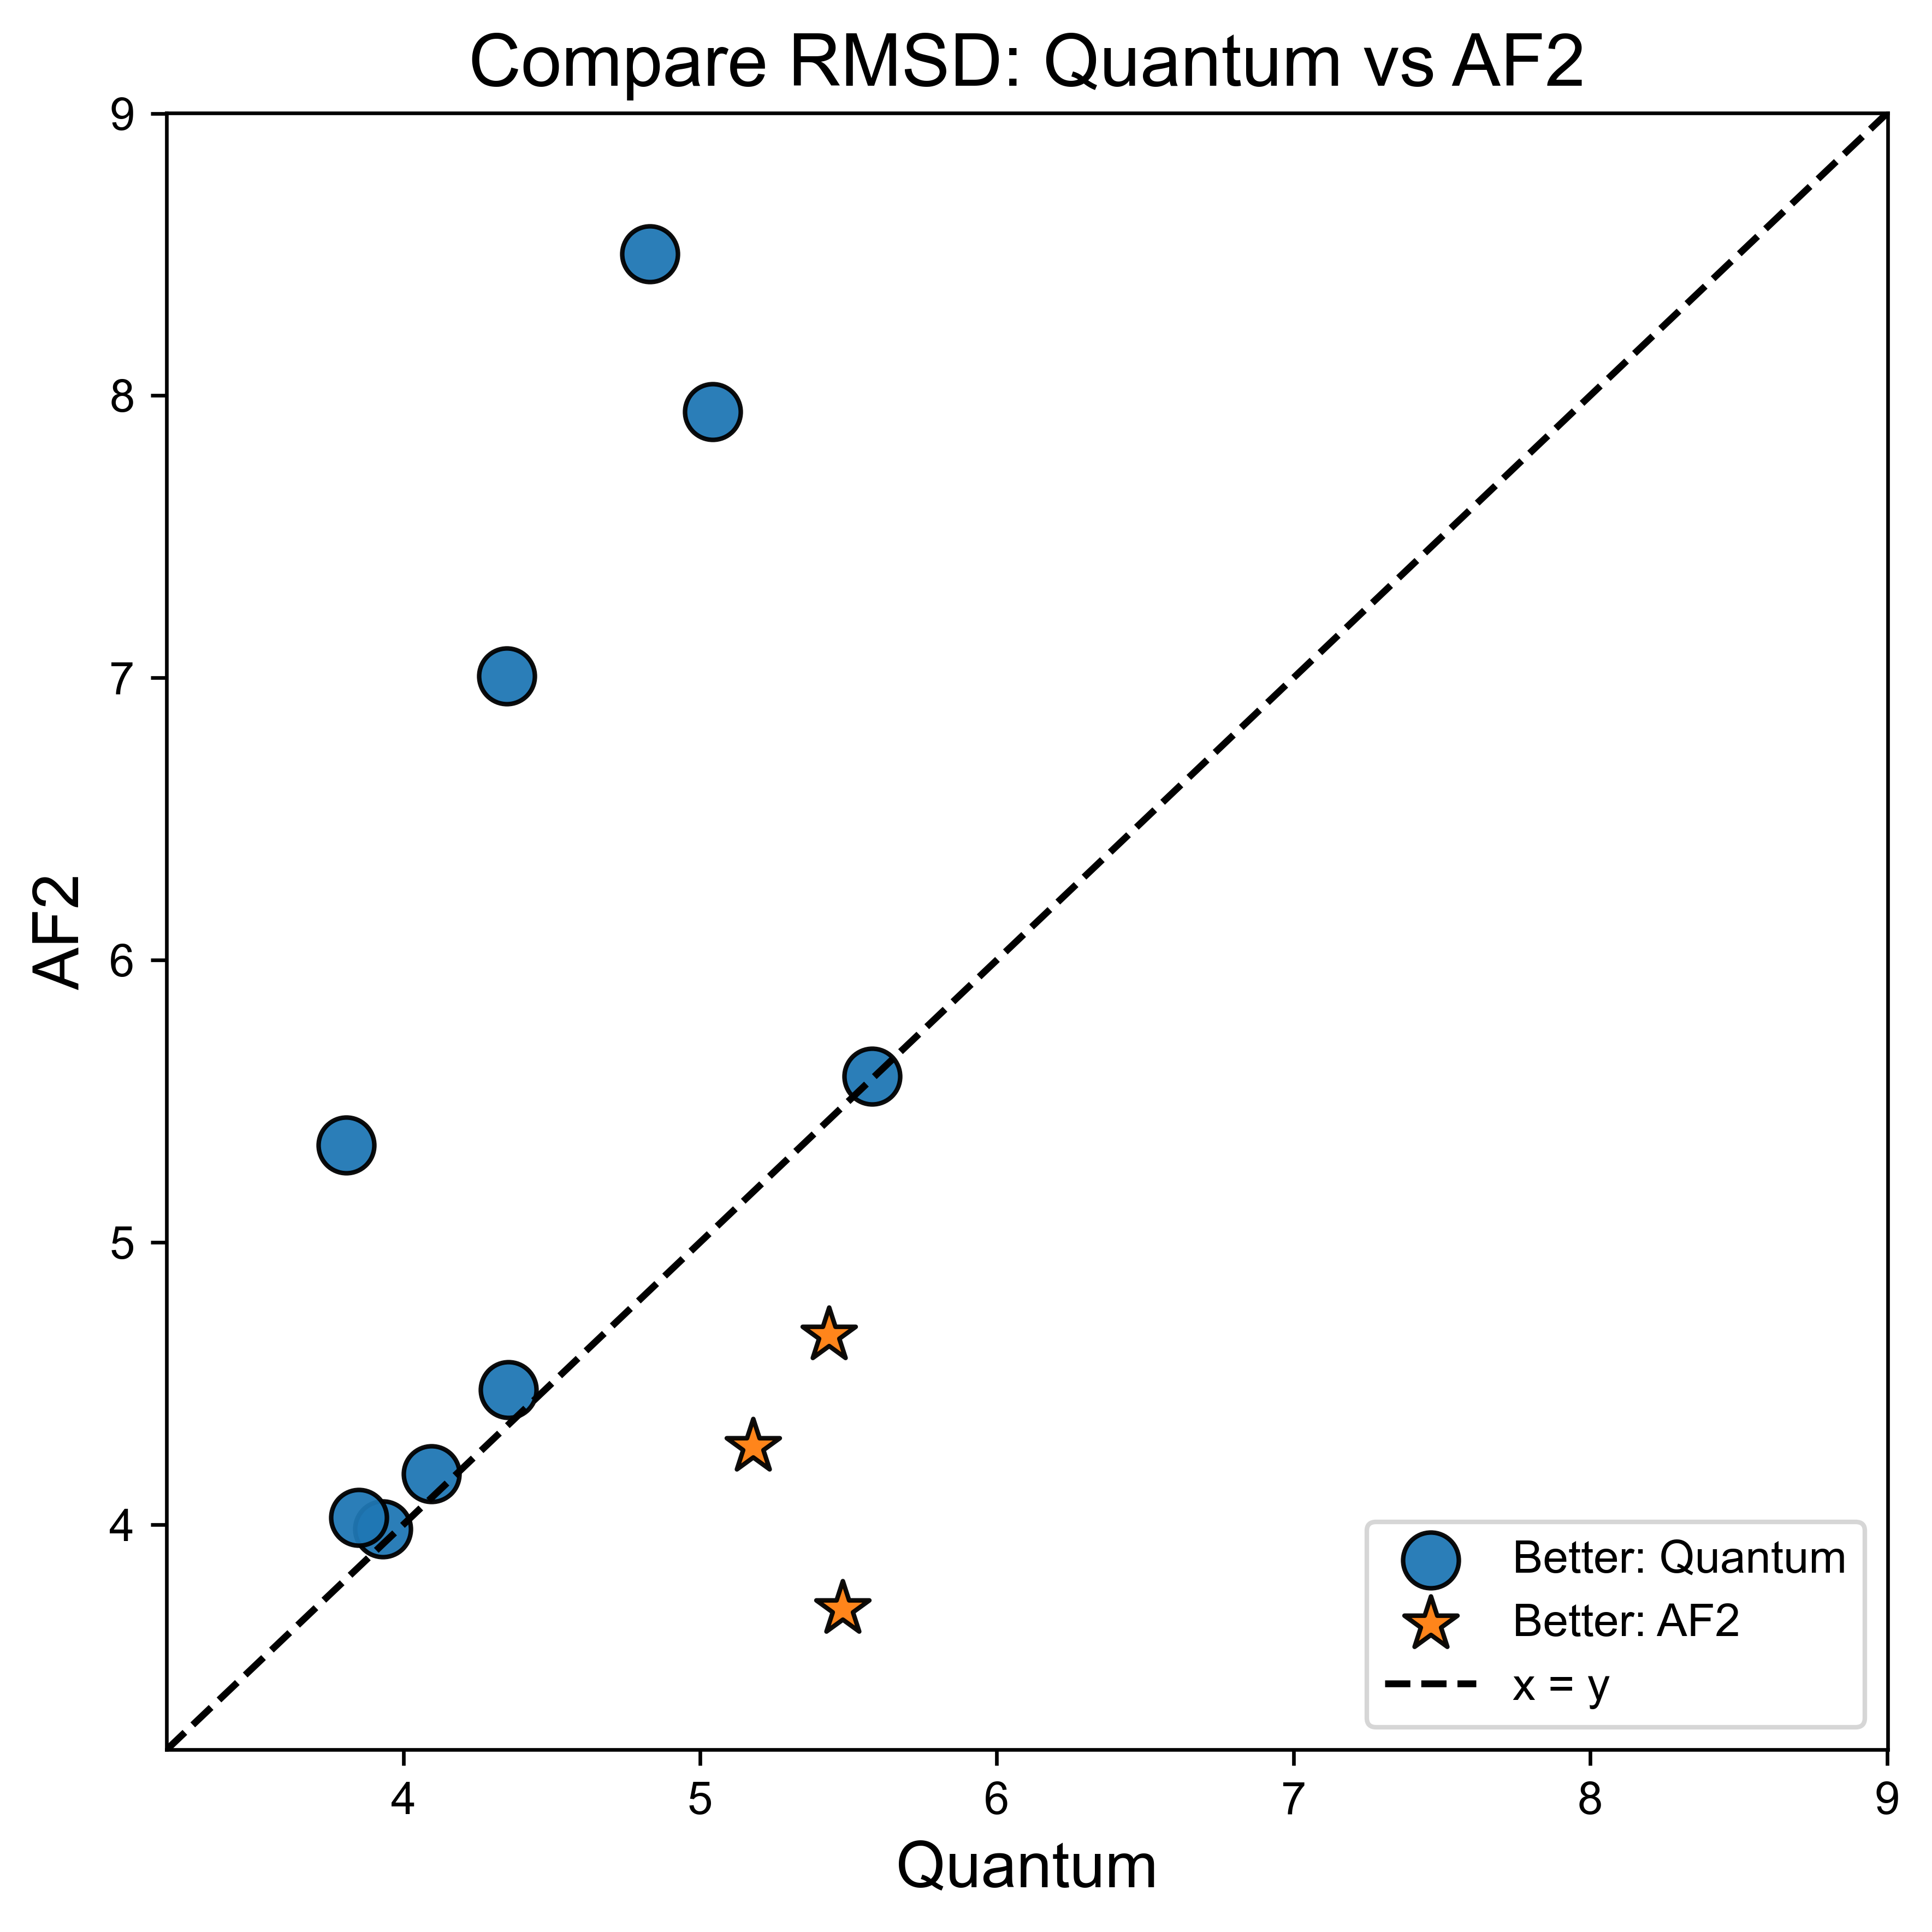 Compare RMSD: Quantum vs AF2
9
8
7
6
5
4
AF2
Better: Quantum
Better: AF2
x = y
4 5 6 7 8 9
Quantum